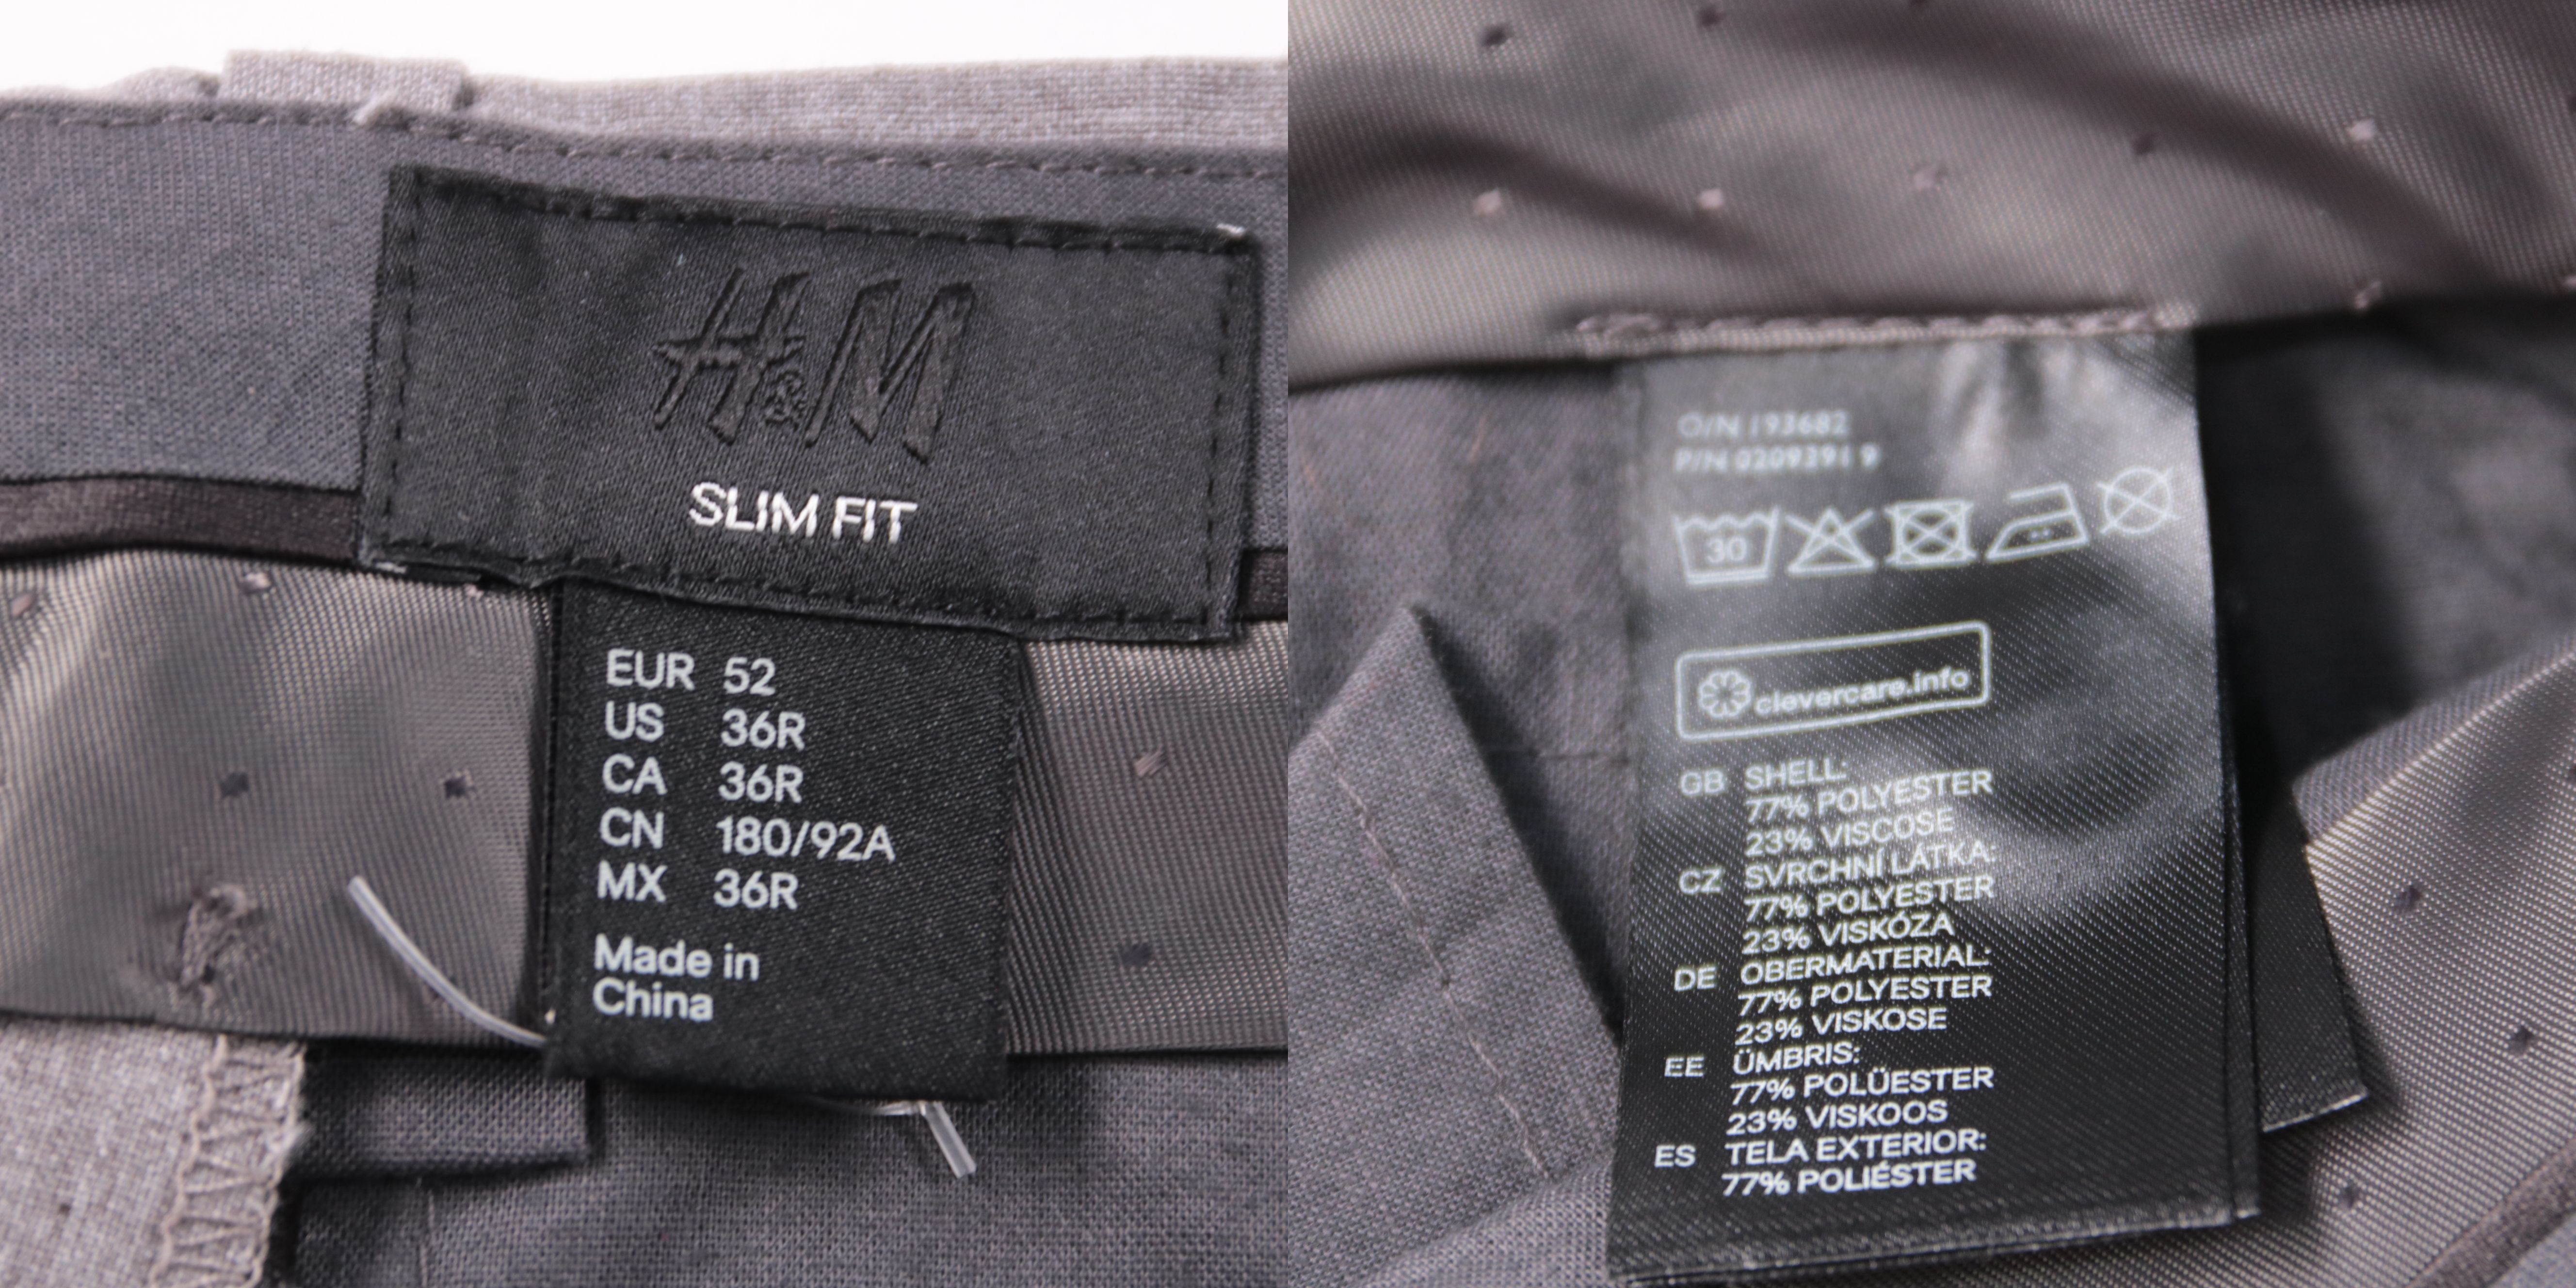 H&M
SLIM FIT
EUR 52
US 36R
CA 36R
CN 180/92A
MX 36R
Made in
China
O/N 193682
P/N 02092919
30
clevercare.info
GB SHELL:
77% POLYESTER
23% VISCOSE
CZ SVRCHNÍ LÁTKA:
77% POLYESTER
23% VISKÓZA
DE OBERMATERIAL:
77% POLYESTER
23% VISKOSE
EE ÜMBRIS:
77% POLÜESTER
23% VISKOOS
ES TELA EXTERIOR:
77% POLIÉSTER